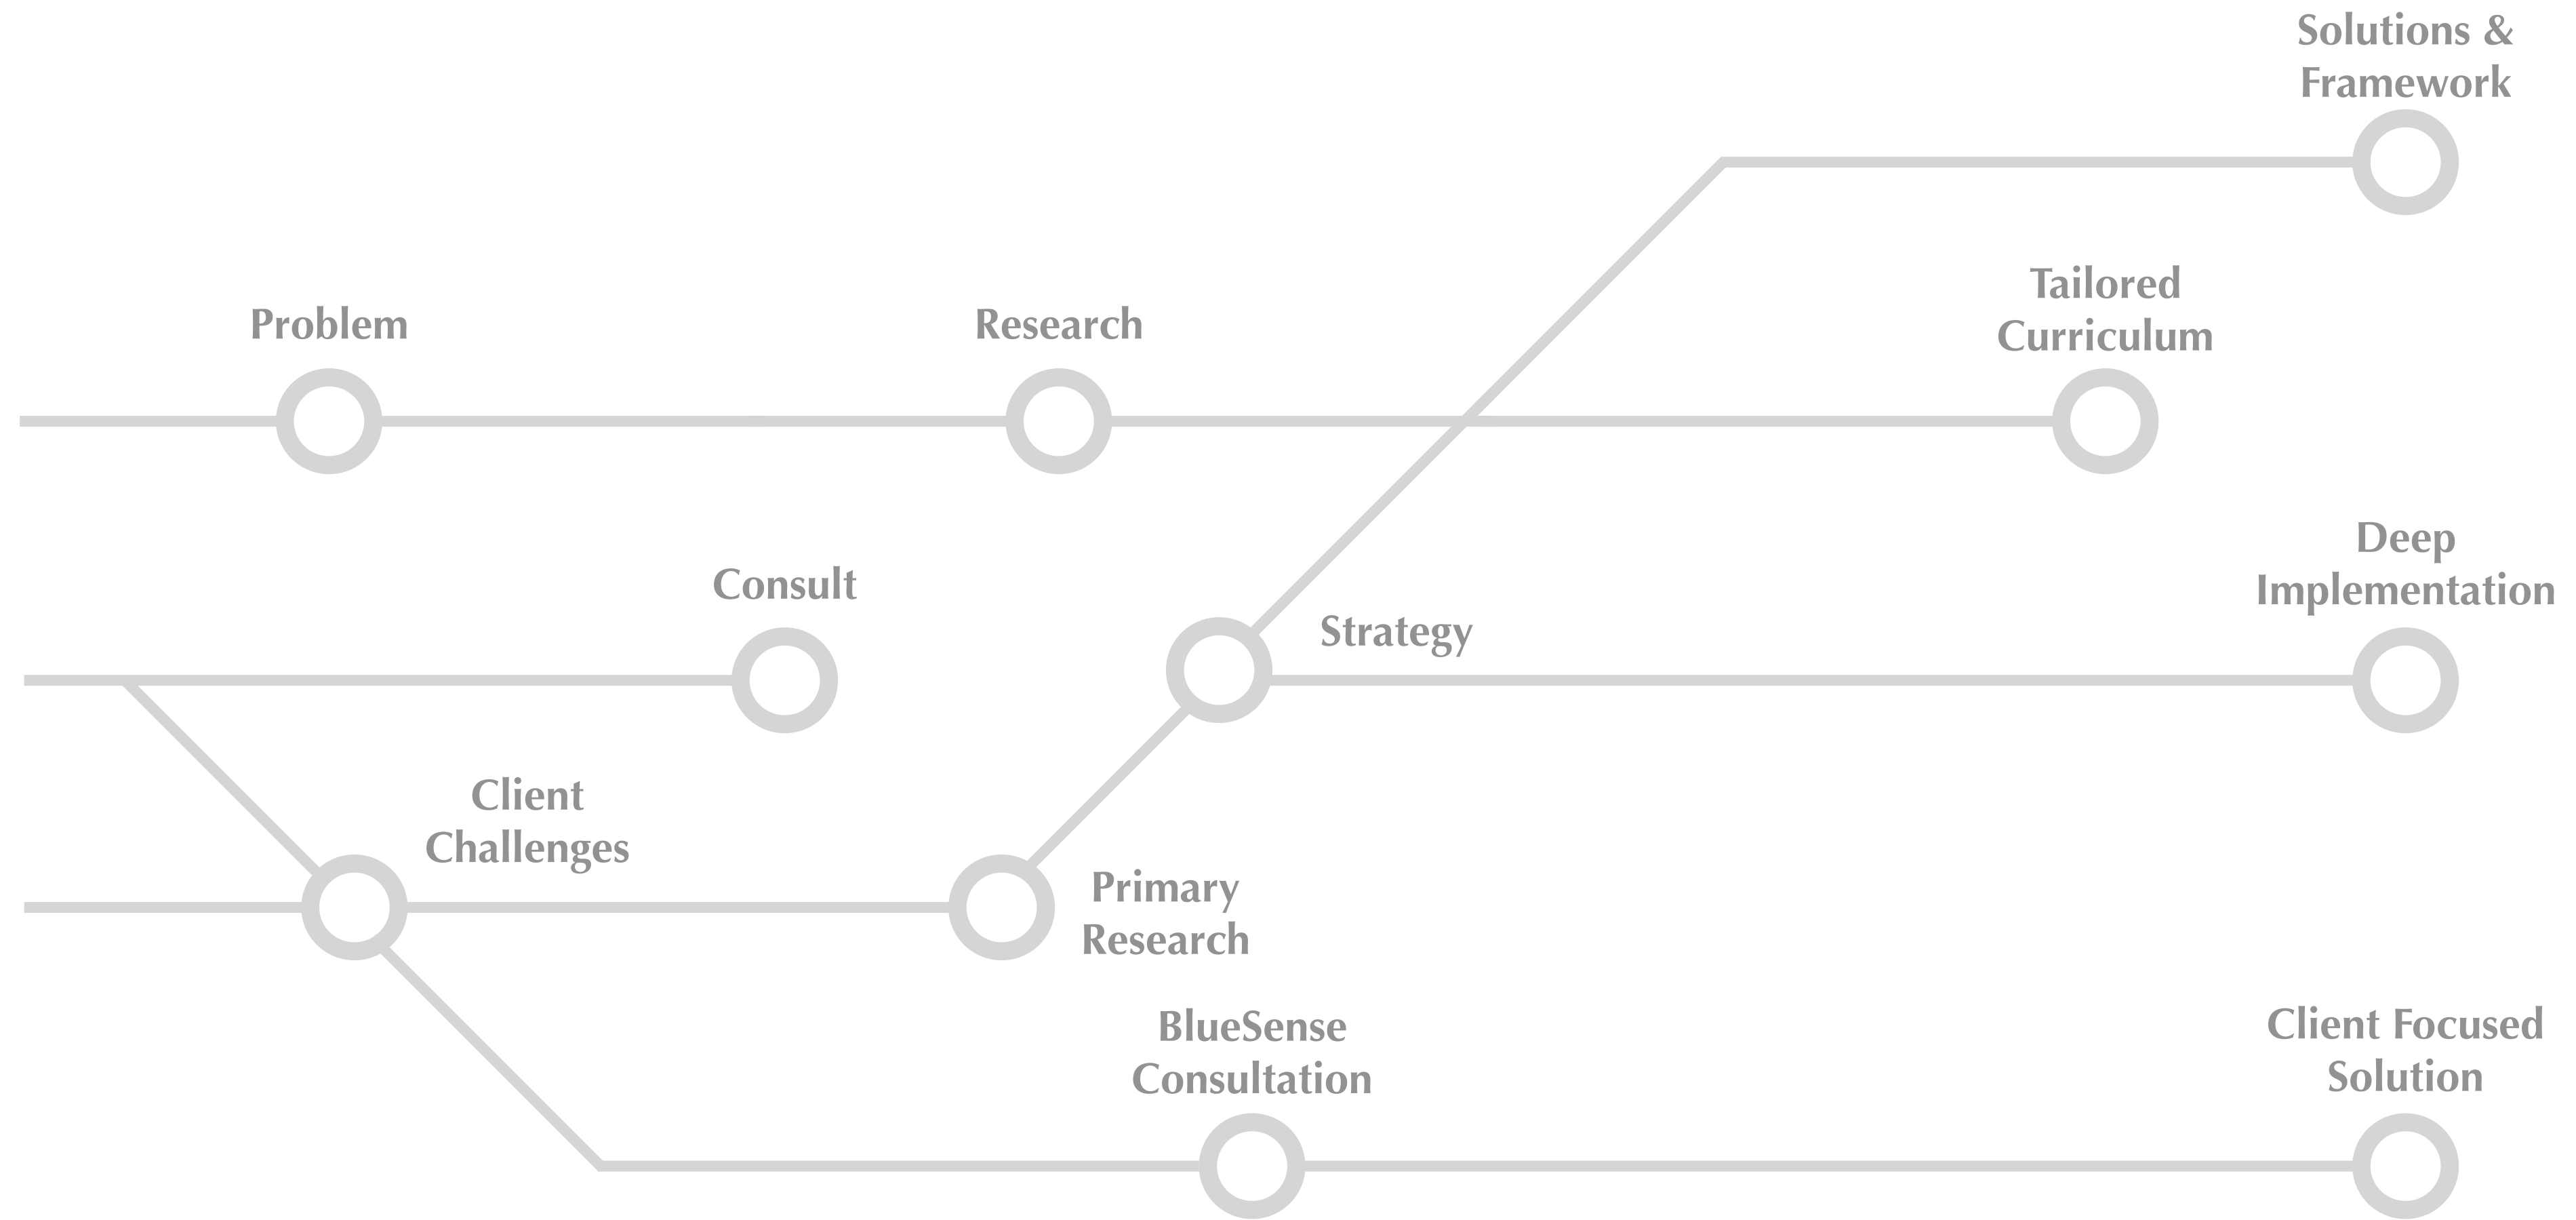 Solutions &
Framework
Tailored
Curriculum
Problem
Research
Deep
Implementation
Consult
Strategy
Client
Challenges
Primary
Research
BlueSense
Consultation
Client Focused
Solution